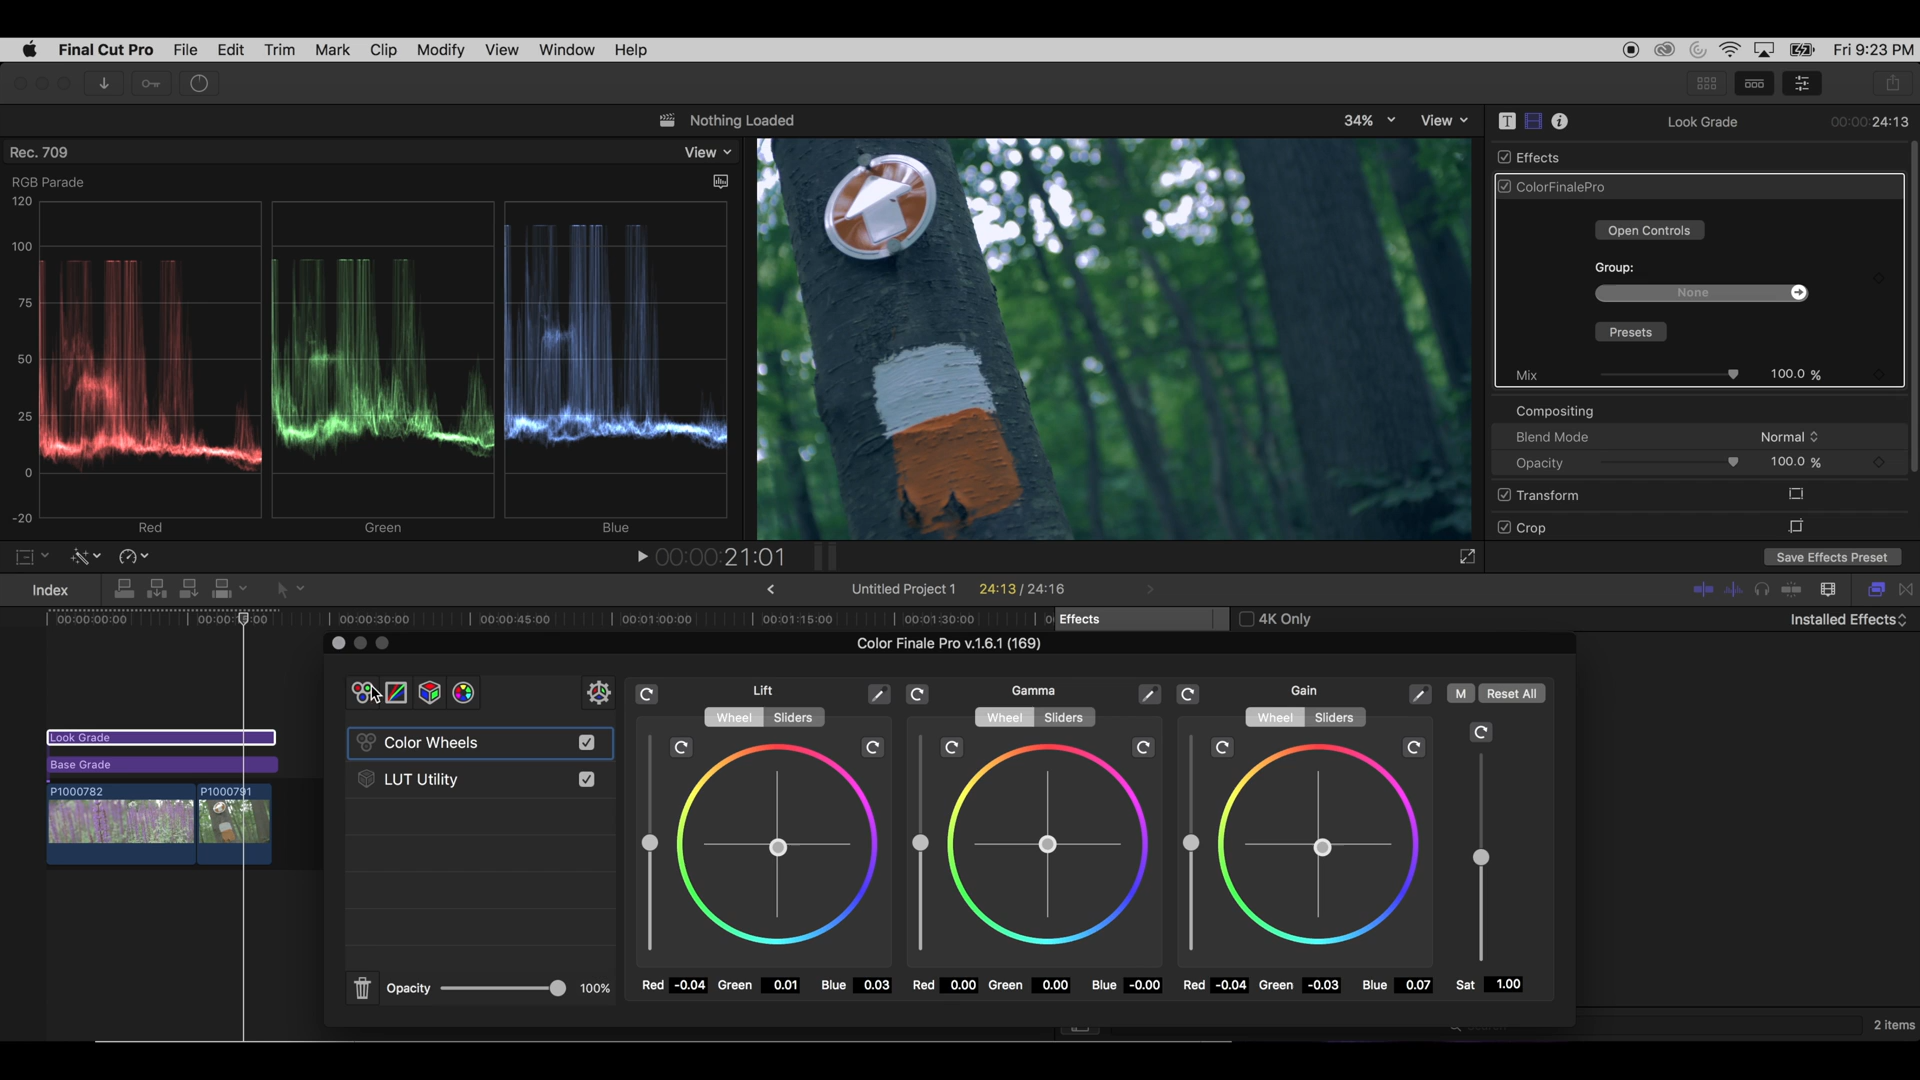 Final Cut Pro File Edit Trim Mark Clip Modify View Window Help Fri 9:23 PM
Nothing Loaded 34% View
T i Look Grade 00:00:24:13
Rec. 709 View
RGB Parade
120
100
75
50
25
0
-20
Red Green Blue
Effects
ColorFinalePro
Open Controls
Group:
None
Presets
Mix 100.0 %
Compositing
Blend Mode Normal
Opacity 100.0 %
Transform
Crop
Save Effects Preset
00:00:21:01
Index Untitled Project 1 24:13 / 24:16
00:00:00:00 00:00:15:00 00:00:30:00 00:00:45:00 00:01:00:00 00:01:15:00 00:01:30:00 Effects 4K Only Installed Effects
Look Grade
Base Grade
P1000782 P1000791
Color Finale Pro v.1.6.1 (169)
Color Wheels
LUT Utility
Opacity 100%
Lift Gamma Gain M Reset All
Wheel Sliders Wheel Sliders Wheel Sliders
Red -0.04 Green 0.01 Blue 0.03 Red 0.00 Green 0.00 Blue -0.00 Red -0.04 Green -0.03 Blue 0.07 Sat 1.00
2 items